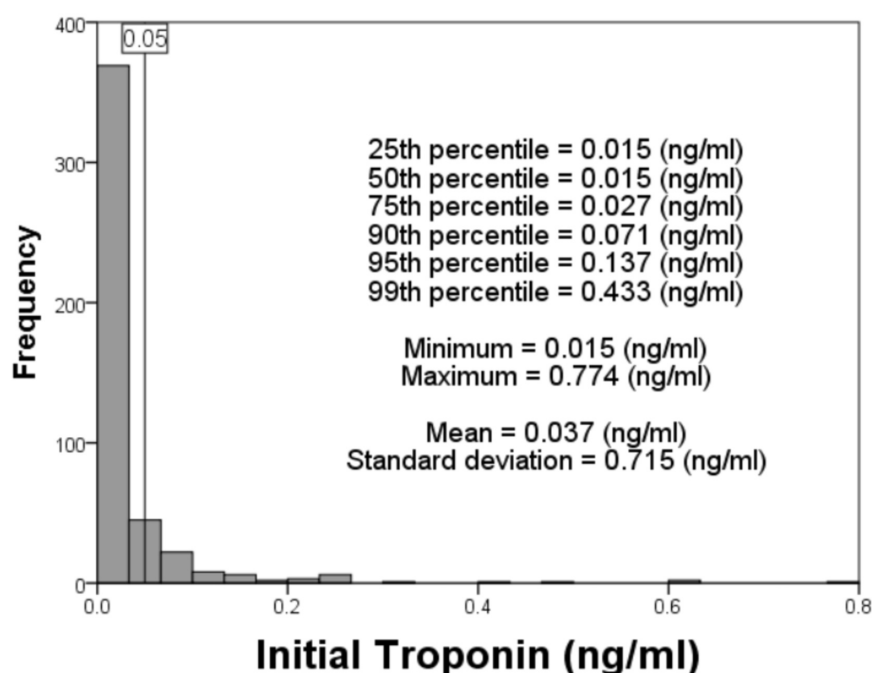 400
0.05
25th percentile = 0.015 (ng/ml)
300
50th percentile = 0.015 (ng/ml)
75th percentile = 0.027 (ng/ml)
90th percentile = 0.071 (ng/ml)
95th percentile = 0.137 (ng/ml)
99th percentile = 0.433 (ng/ml)
Frequency
200
Minimum = 0.015 (ng/ml)
Maximum = 0.774 (ng/ml)
Mean = 0.037 (ng/ml)
100
Standard deviation = 0.715 (ng/ml)
0
0.0
0.2
0.4
0.6
0.8
Initial Troponin (ng/ml)